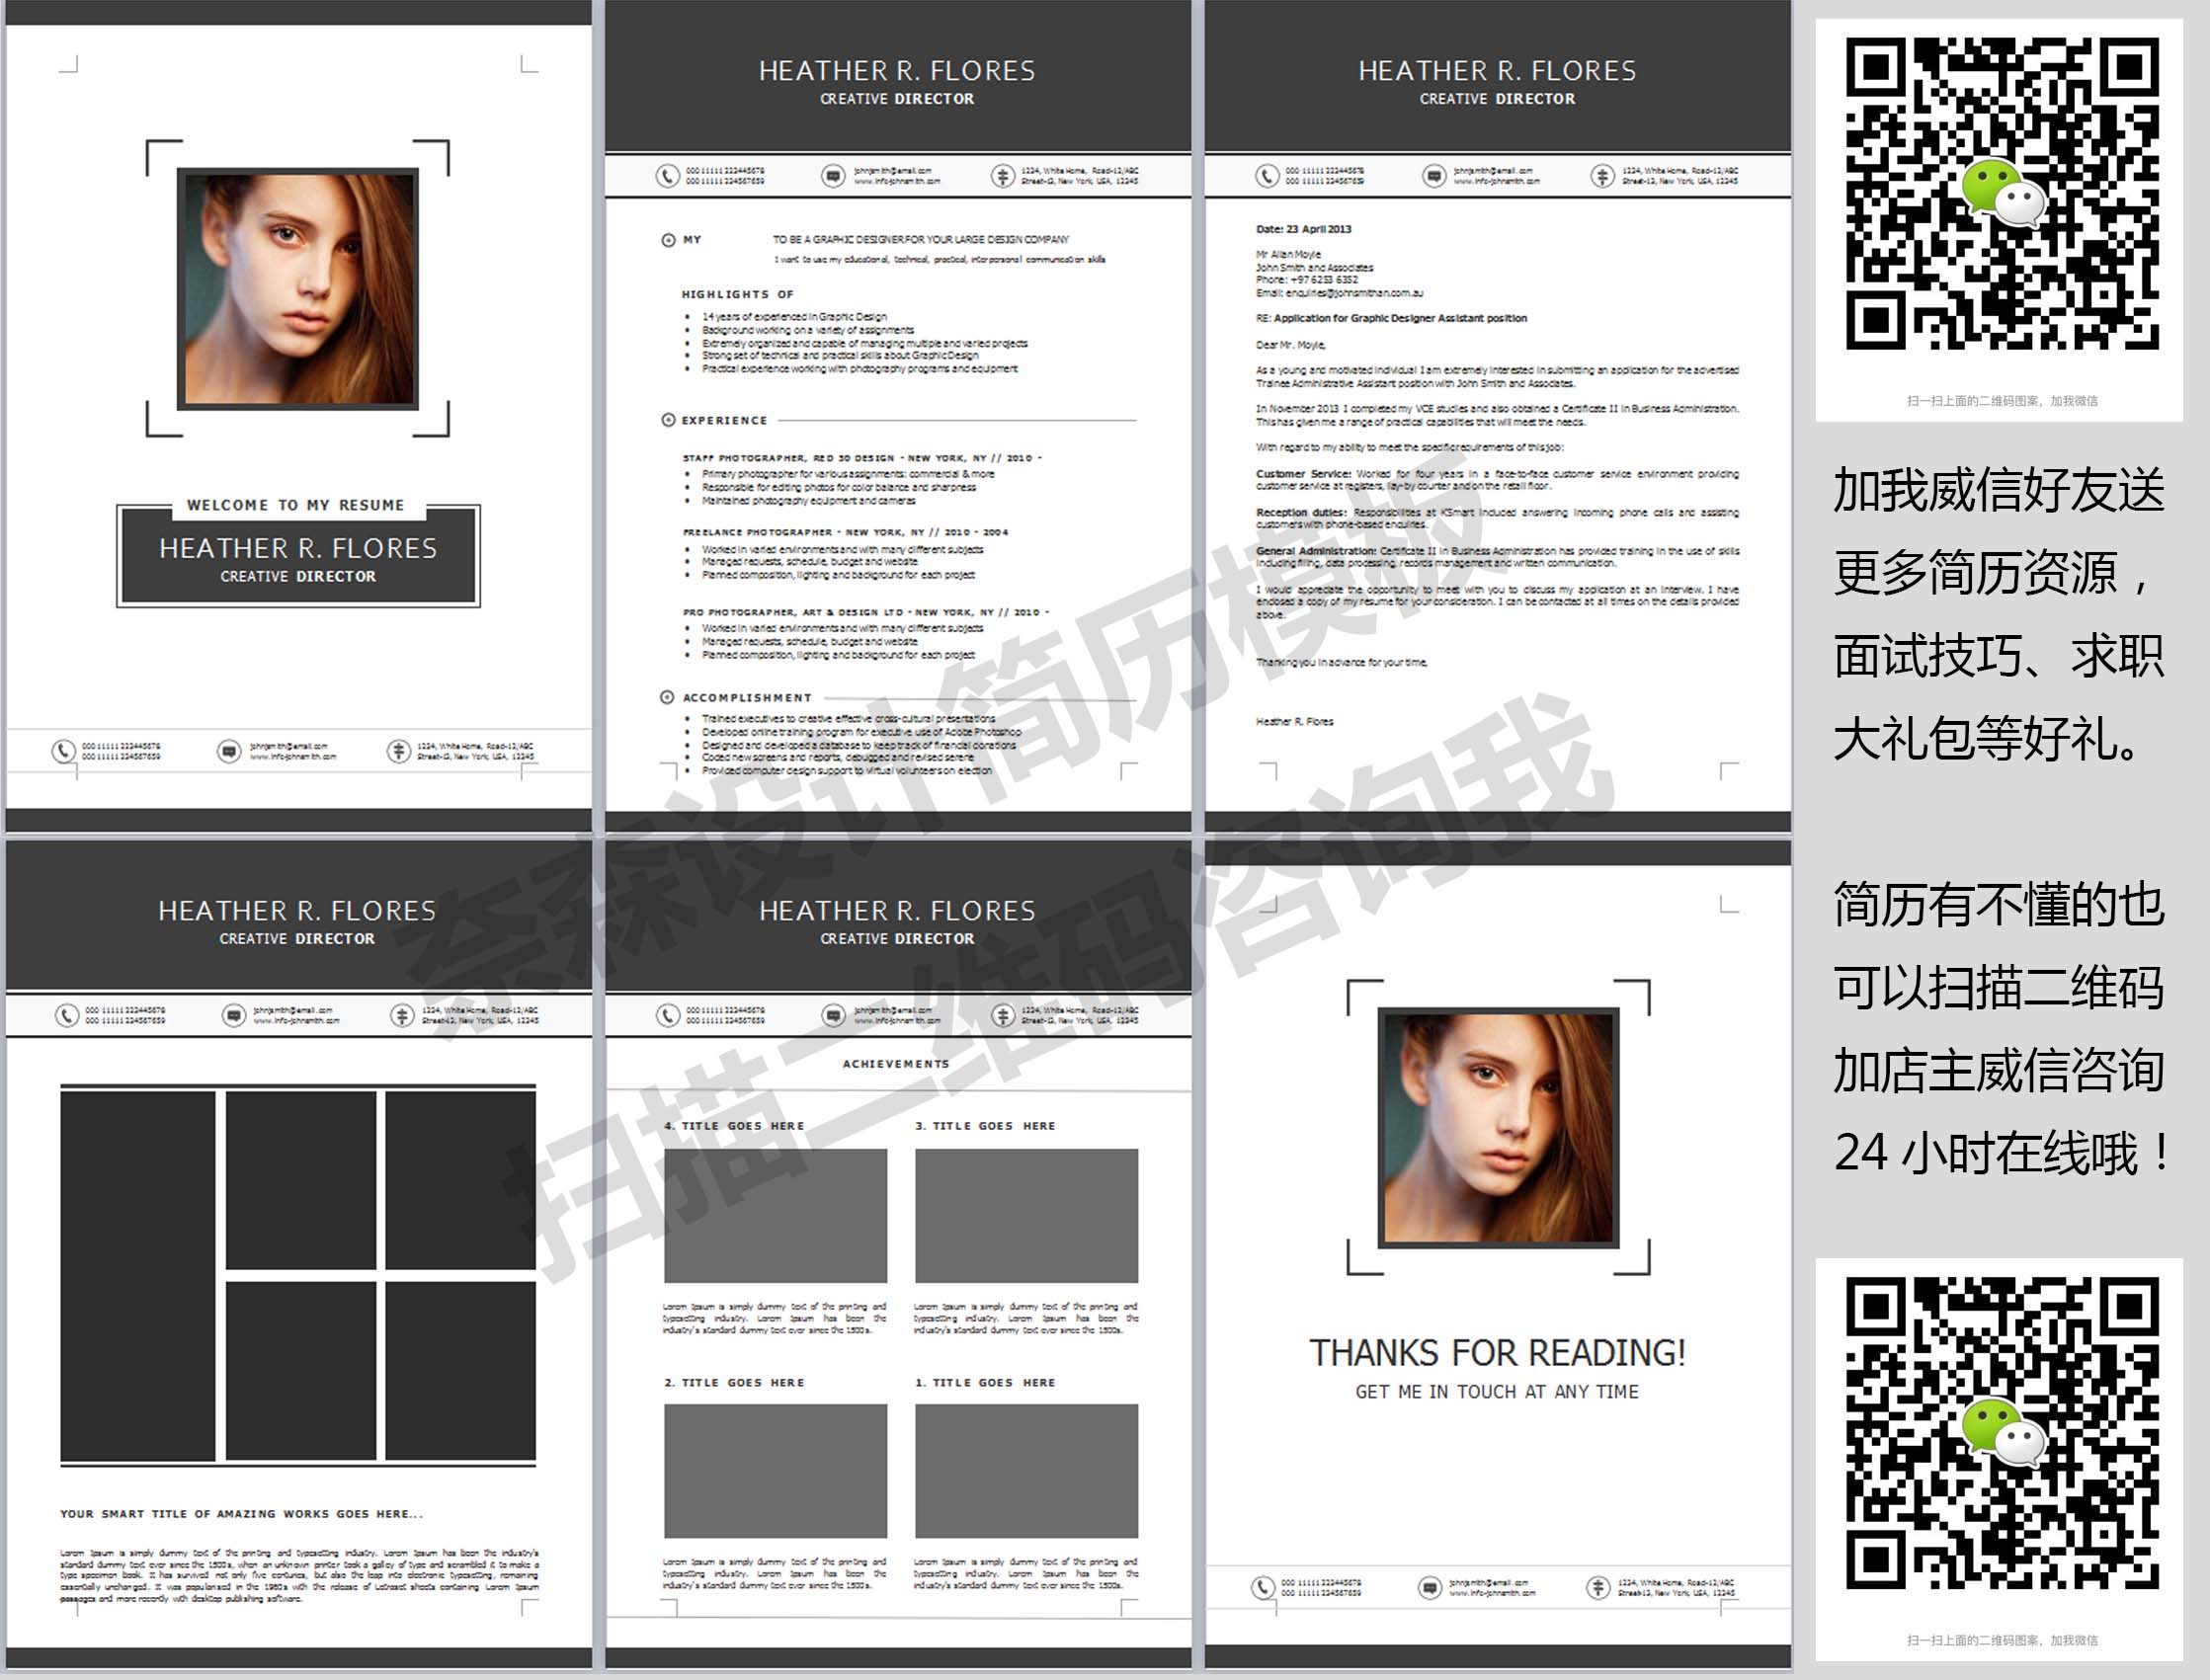 WELCOME TO MY RESUME
HEATHER R. FLORES
CREATIVE DIRECTOR
000 11111 223445678
000 11111 234567659
johnjsmith@email.com
www.info-johnsmith.com
1234, White Home, Road-12/ABC
Street-13, New York, USA, 12345
HEATHER R. FLORES
CREATIVE DIRECTOR
000 11111 223445678
000 11111 234567659
johnjsmith@email.com
www.info-johnsmith.com
1234, White Home, Road-12/ABC
Street-13, New York, USA, 12345
MY
TO BE A GRAPHIC DESIGNER FOR YOUR LARGE DESIGN COMPANY
I want to use my educational, technical, practical, interpersonal communication skills
HIGHLIGHTS OF
• 14 years of experienced in Graphic Design
• Background working on a variety of assignments
• Extremely organized and capable of managing multiple and varied projects
• Strong set of technical and practical skills about Graphic Design
• Practical experience working with photography programs and equipment
EXPERIENCE
STAFF PHOTOGRAPHER, RED 30 DESIGN - NEW YORK, NY // 2010 -
• Primary photographer for various assignments: commercial & more
• Responsible for editing photos for color balance and sharpness
• Maintained photography equipment and cameras
FREELANCE PHOTOGRAPHER - NEW YORK, NY // 2010 - 2004
• Worked in varied environments and with many different subjects
• Managed requests, schedule, budget and website
• Planned composition, lighting and background for each project
PRO PHOTOGRAPHER, ART & DESIGN LTD - NEW YORK, NY // 2010 -
• Worked in varied environments and with many different subjects
• Managed requests, schedule, budget and website
• Planned composition, lighting and background for each project
ACCOMPLISHMENT
• Trained executives to creative effective cross-cultural presentations
• Developed online training program for executive use of Adobe Photoshop
• Designed and developed a database to keep track of financial donations
• Coded new screens and reports, debugged and revised serene
• Provided computer design support to virtual volunteers on election
HEATHER R. FLORES
CREATIVE DIRECTOR
000 11111 223445678
000 11111 234567659
johnjsmith@email.com
www.info-johnsmith.com
1234, White Home, Road-12/ABC
Street-13, New York, USA, 12345
Date: 23 April 2013
Mr Allan Moyle
John Smith and Associates
Phone: +97 6253 6352
Email: enquiries@johnsmithan.com.au
RE: Application for Graphic Designer Assistant position
Dear Mr. Moyle,
As a young and motivated individual I am extremely interested in submitting an application for the advertised
Trainee Administrative Assistant position with John Smith and Associates.
In November 2013 I completed my VCE studies and also obtained a Certificate II in Business Administration.
This has given me a range of practical capabilities that will meet the needs.
With regard to my ability to meet the specific requirements of this job:
Customer Service: Worked for four years in a face-to-face customer service environment providing
customer service at registers, lay-by counter and on the retail floor.
Reception duties: Responsibilities at KSmart included answering incoming phone calls and assisting
customers with phone-based enquiries.
General Administration: Certificate II in Business Administration has provided training in the use of skills
including filing, data processing, records management and written communication.
I would appreciate the opportunity to meet with you to discuss my application at an interview. I have
enclosed a copy of my resume for your consideration. I can be contacted at all times on the details provided
above.
Thanking you in advance for your time,
Heather R. Flores
HEATHER R. FLORES
CREATIVE DIRECTOR
000 11111 223445678
000 11111 234567659
johnjsmith@email.com
www.info-johnsmith.com
1234, White Home, Road-12/ABC
Street-13, New York, USA, 12345
YOUR SMART TITLE OF AMAZING WORKS GOES HERE...
Lorem Ipsum is simply dummy text of the printing and typesetting industry. Lorem Ipsum has been the industry's
standard dummy text ever since the 1500s, when an unknown printer took a galley of type and scrambled it to make a
type specimen book. It has survived not only five centuries, but also the leap into electronic typesetting, remaining
essentially unchanged. It was popularised in the 1960s with the release of Letraset sheets containing Lorem Ipsum
passages and more recently with desktop publishing software.
HEATHER R. FLORES
CREATIVE DIRECTOR
000 11111 223445678
000 11111 234567659
johnjsmith@email.com
www.info-johnsmith.com
1234, White Home, Road-12/ABC
Street-13, New York, USA, 12345
ACHIEVEMENTS
4. TITLE GOES HERE
3. TITLE GOES HERE
Lorem Ipsum is simply dummy text of the printing and
typesetting industry. Lorem Ipsum has been the
industry's standard dummy text ever since the 1500s.
Lorem Ipsum is simply dummy text of the printing and
typesetting industry. Lorem Ipsum has been the
industry's standard dummy text ever since the 1500s.
2. TITLE GOES HERE
1. TITLE GOES HERE
Lorem Ipsum is simply dummy text of the printing and
typesetting industry. Lorem Ipsum has been the
industry's standard dummy text ever since the 1500s.
Lorem Ipsum is simply dummy text of the printing and
typesetting industry. Lorem Ipsum has been the
industry's standard dummy text ever since the 1500s.
THANKS FOR READING!
GET ME IN TOUCH AT ANY TIME
000 11111 223445678
000 11111 234567659
johnjsmith@email.com
www.info-johnsmith.com
1234, White Home, Road-12/ABC
Street-13, New York, USA, 12345
奈森设计简历模板
扫描二维码咨询我
扫一扫上面的二维码图案，加我微信
加我威信好友送
更多简历资源，
面试技巧、求职
大礼包等好礼。
简历有不懂的也
可以扫描二维码
加店主威信咨询
24 小时在线哦！
扫一扫上面的二维码图案，加我微信